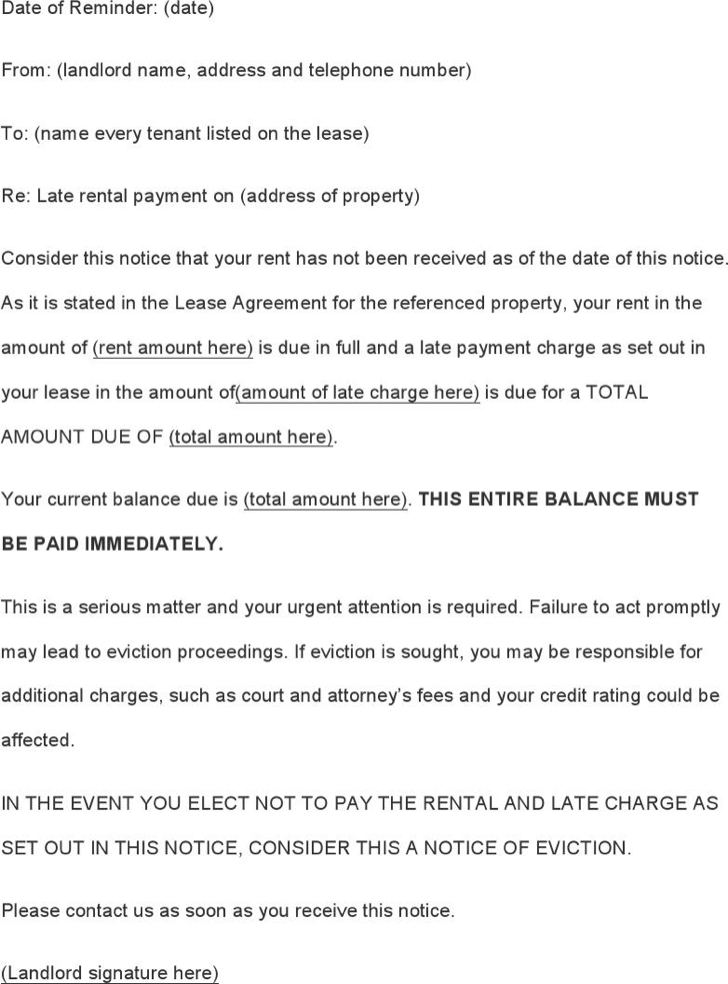 Date of Reminder: (date)
From: (landlord name, address and telephone number)
To: (name every tenant listed on the lease)
Re: Late rental payment on (address of property)
Consider this notice that your rent has not been received as of the date of this notice.
As it is stated in the Lease Agreement for the referenced property, your rent in the
amount of (rent amount here) is due in full and a late payment charge as set out in
your lease in the amount of(amount of late charge here) is due for a TOTAL
AMOUNT DUE OF (total amount here).
Your current balance due is (total amount here). THIS ENTIRE BALANCE MUST
BE PAID IMMEDIATELY.
This is a serious matter and your urgent attention is required. Failure to act promptly
may lead to eviction proceedings. If eviction is sought, you may be responsible for
additional charges, such as court and attorney’s fees and your credit rating could be
affected.
IN THE EVENT YOU ELECT NOT TO PAY THE RENTAL AND LATE CHARGE AS
SET OUT IN THIS NOTICE, CONSIDER THIS A NOTICE OF EVICTION.
Please contact us as soon as you receive this notice.
(Landlord signature here)